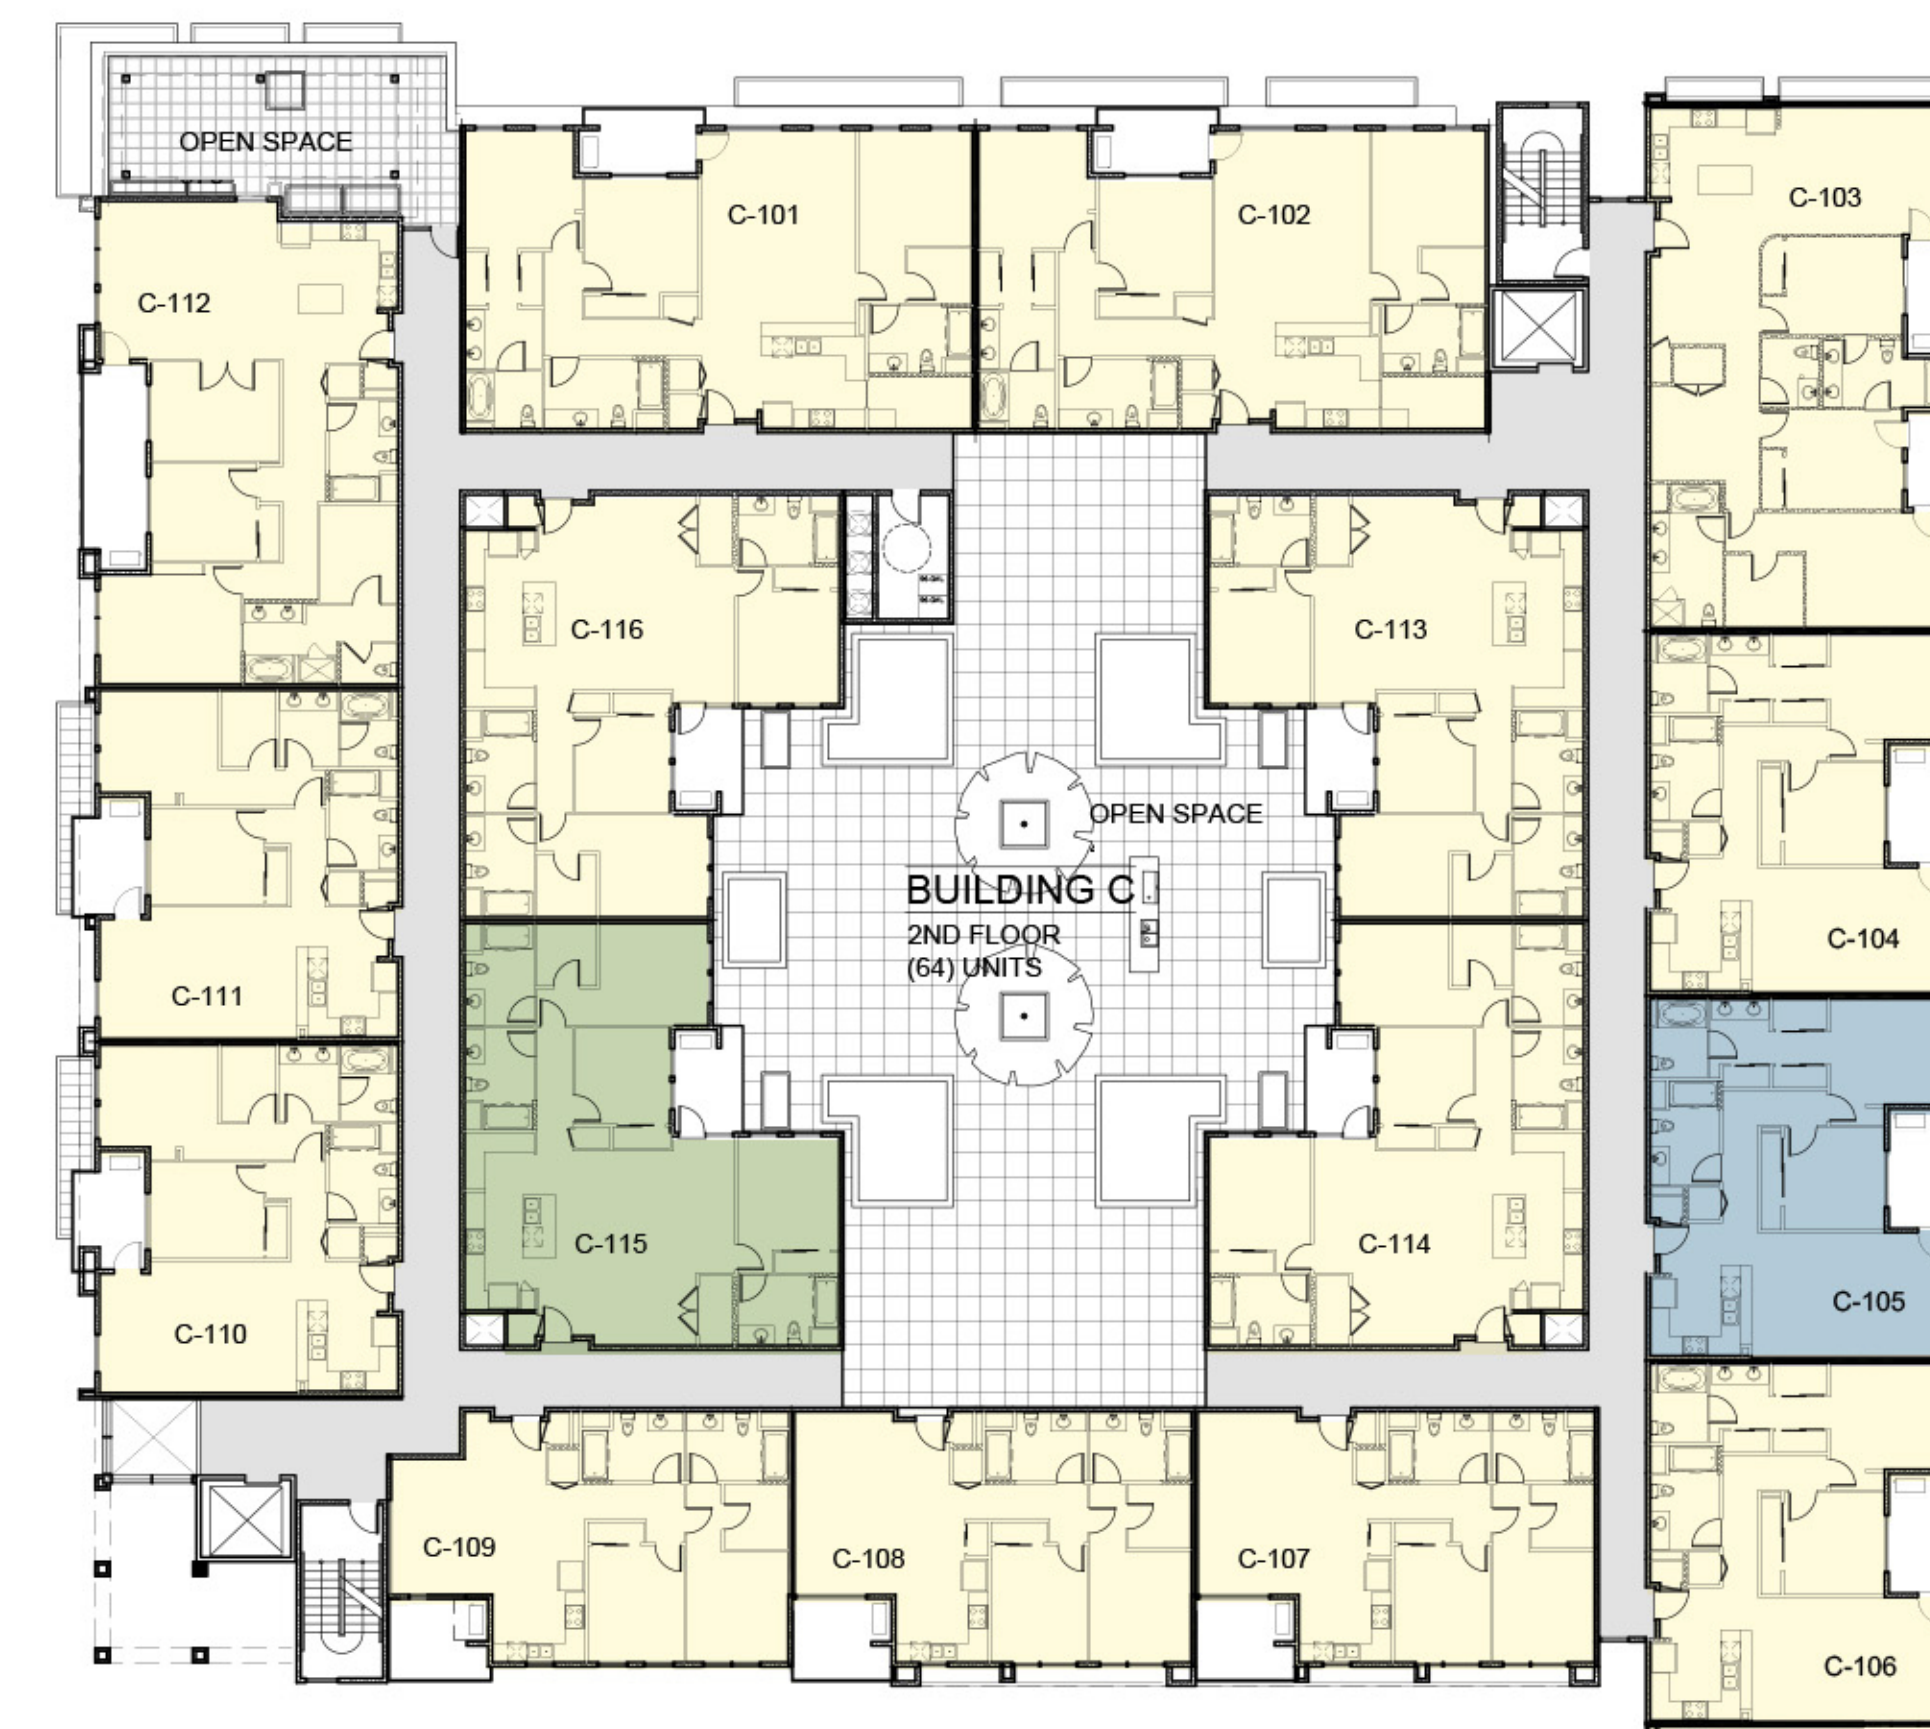 OPEN SPACE
C-101
C-102
C-103
C-112
C-116
C-113
OPEN SPACE
BUILDING C
2ND FLOOR
(64) UNITS
C-104
C-111
C-115
C-114
C-105
C-110
C-109
C-108
C-107
C-106